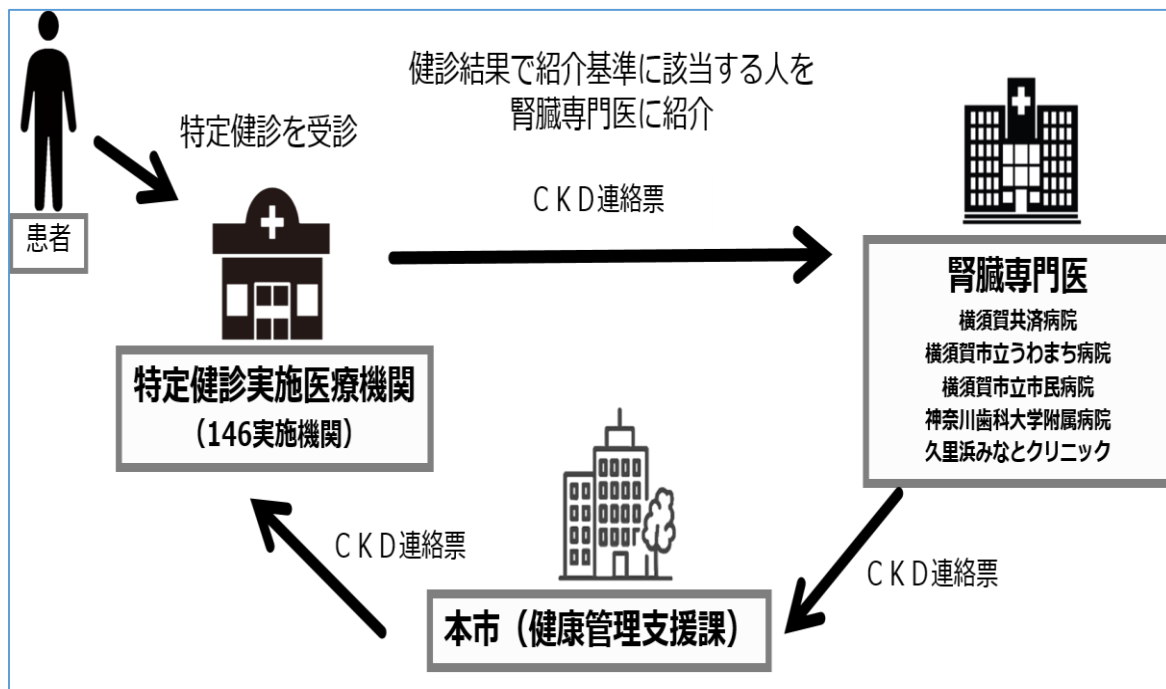 健診結果で紹介基準に該当する人を
腎臓専門医に紹介
特定健診を受診
ＣＫＤ連絡票
患者
腎臓専門医
横須賀共済病院
横須賀市立うわまち病院
横須賀市立市民病院
神奈川歯科大学附属病院
久里浜みなとクリニック
特定健診実施医療機関
（146実施機関）
ＣＫＤ連絡票
ＣＫＤ連絡票
本市（健康管理支援課）